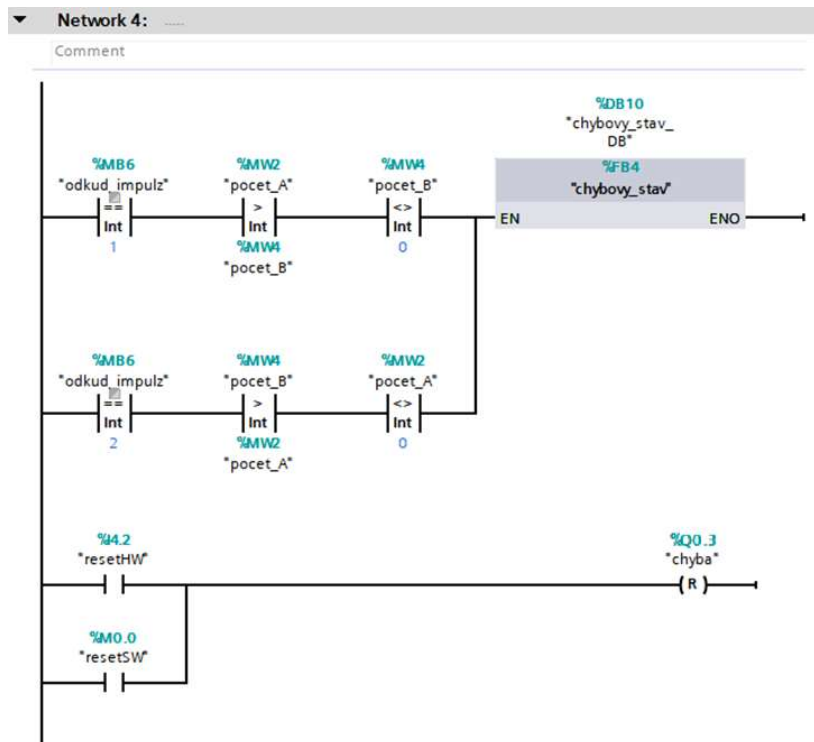 Network 4: .....
Comment
%DB10
"chybovy_stav_
DB"
%MB6 %MW2 %MW4 %FB4
"odkud_impulz" "pocet_A" "pocet_B" "chybovy_stav"
== > <>
Int Int Int EN ENO
1 %MW4 0
"pocet_B"
%MB6 %MW4 %MW2
"odkud_impulz" "pocet_B" "pocet_A"
== > <>
Int Int Int
2 %MW2 0
"pocet_A"
%I4.2 %Q0.3
"resetHW" "chyba"
R
%M0.0
"resetSW"